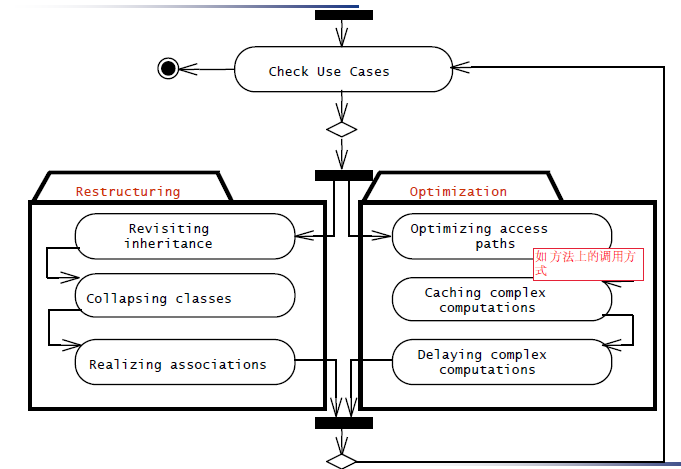 Check Use Cases
Restructuring
Revisiting
inheritance
Collapsing classes
Realizing associations
Optimization
Optimizing access
paths
如 方法上的调用方
式
Caching complex
computations
Delaying complex
computations